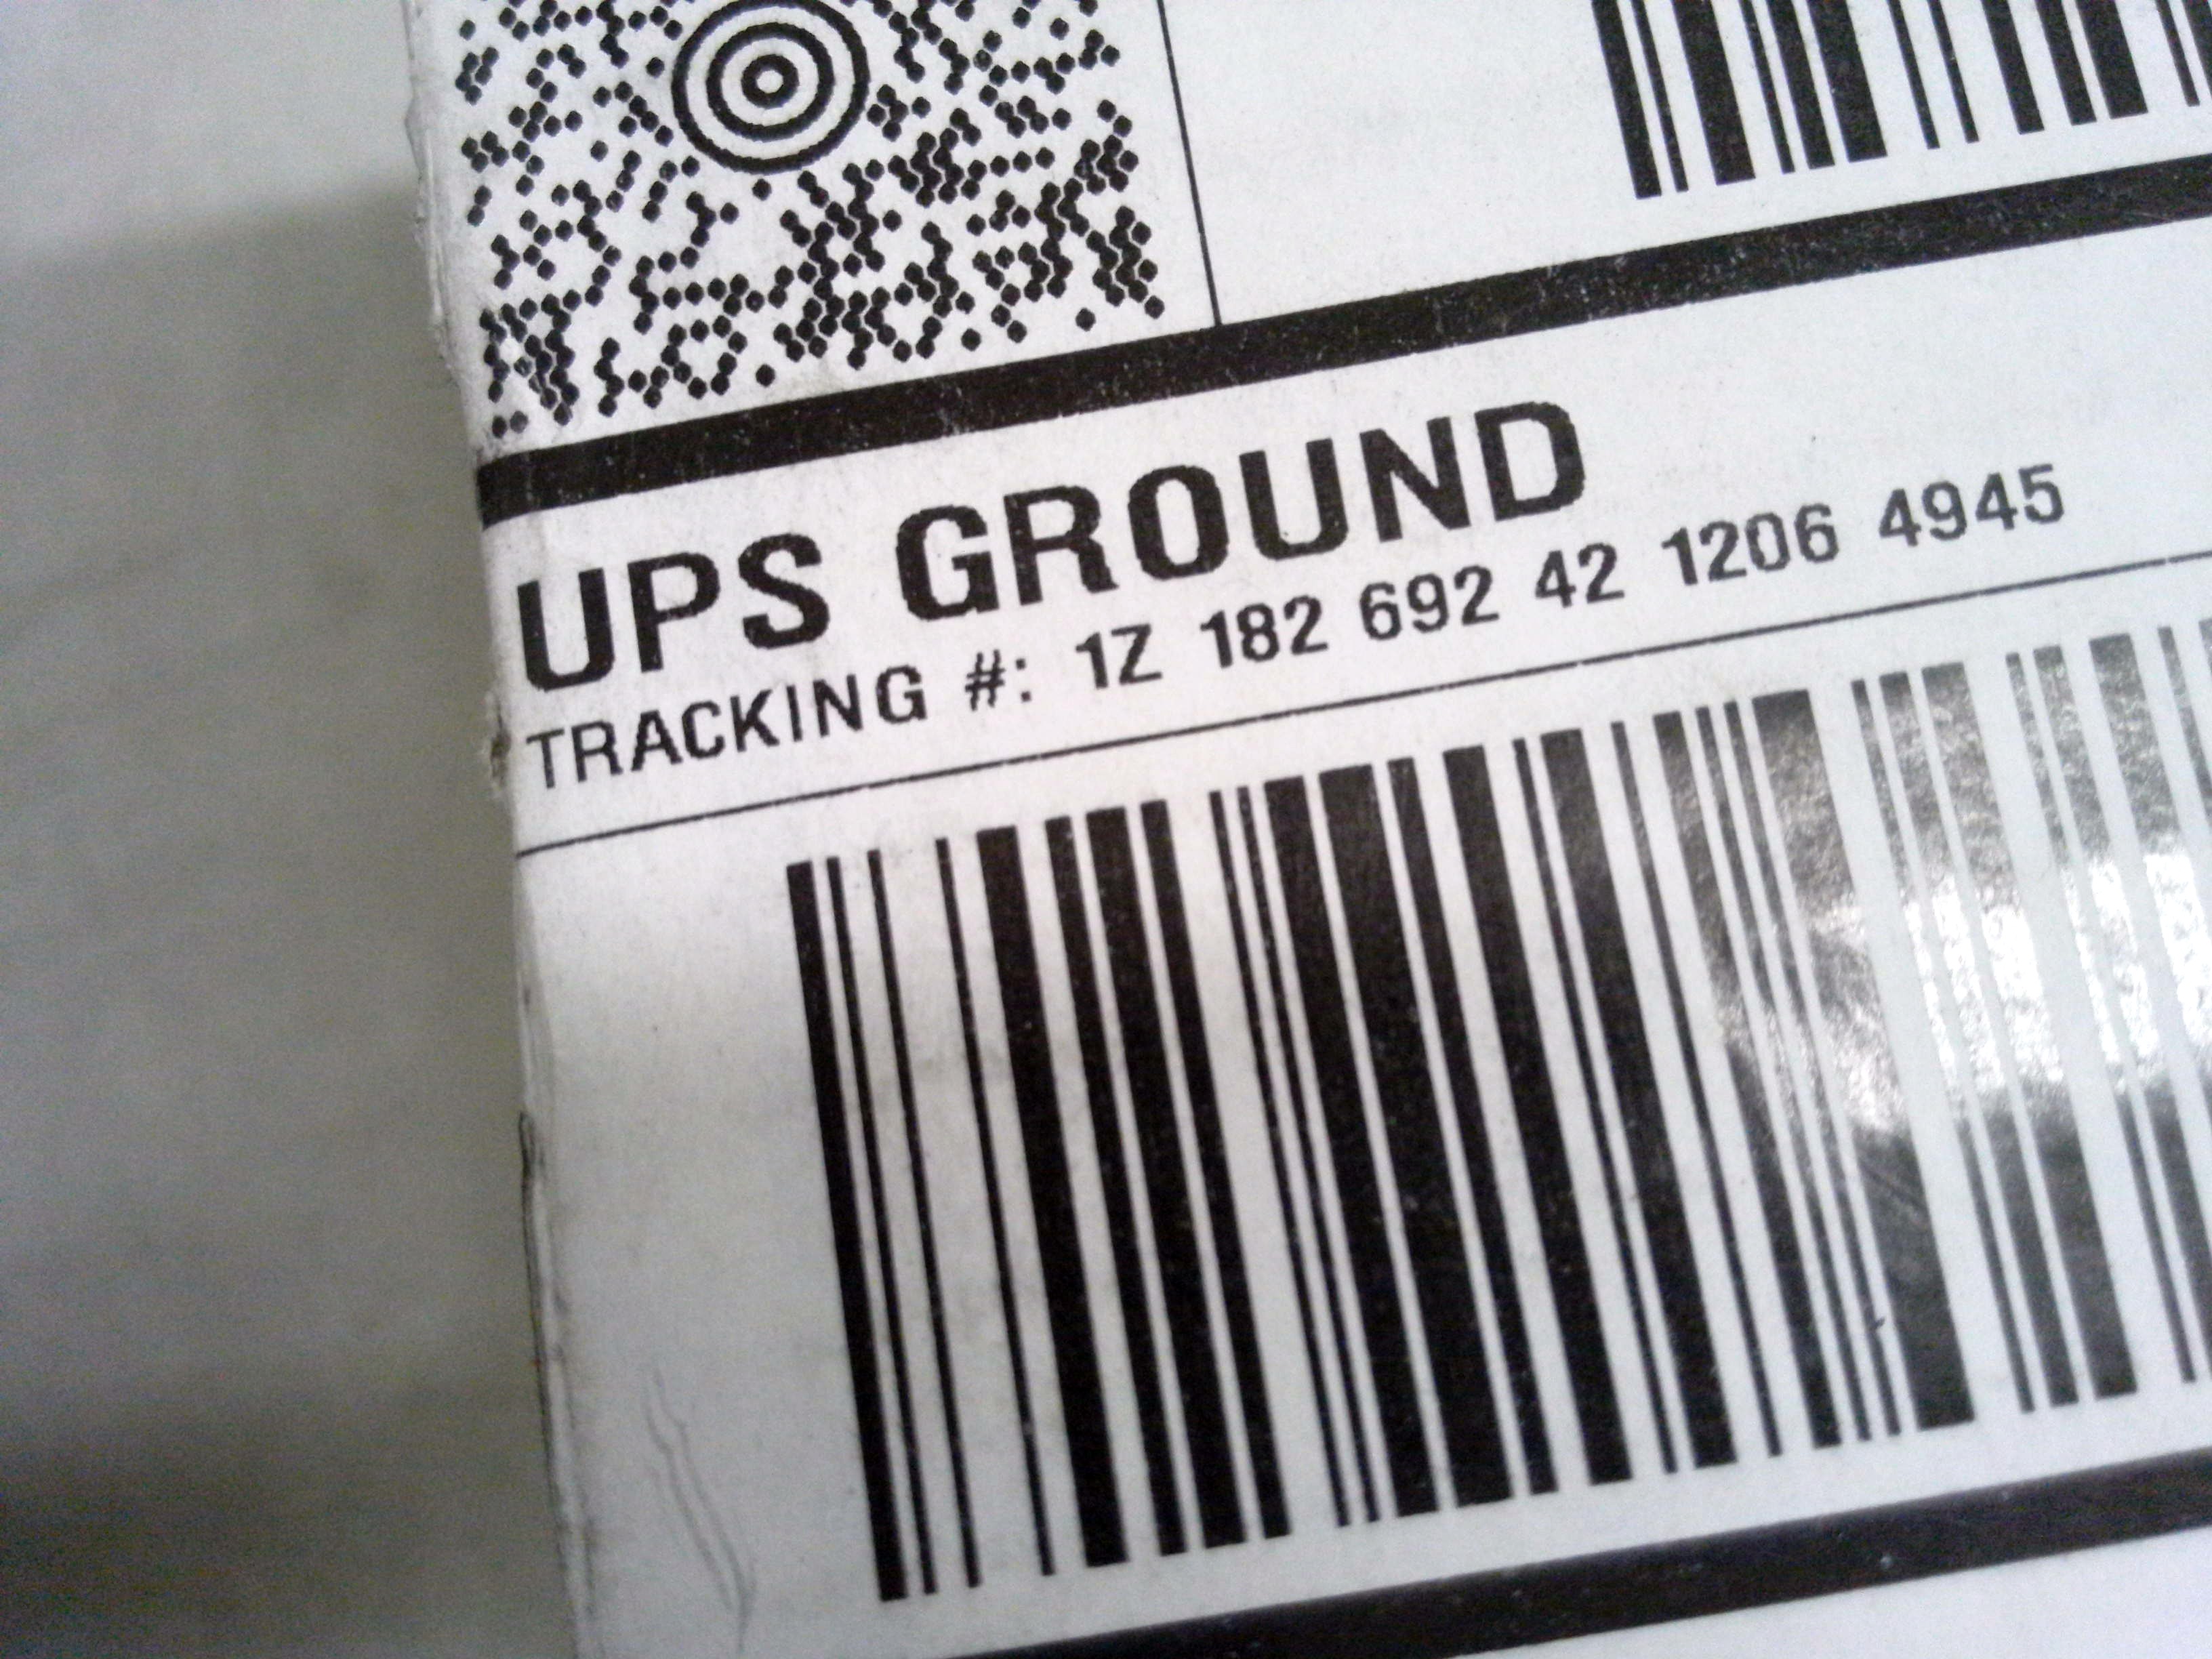 UPS GROUND
TRACKING #: 1Z 182 692 42 1206 4945